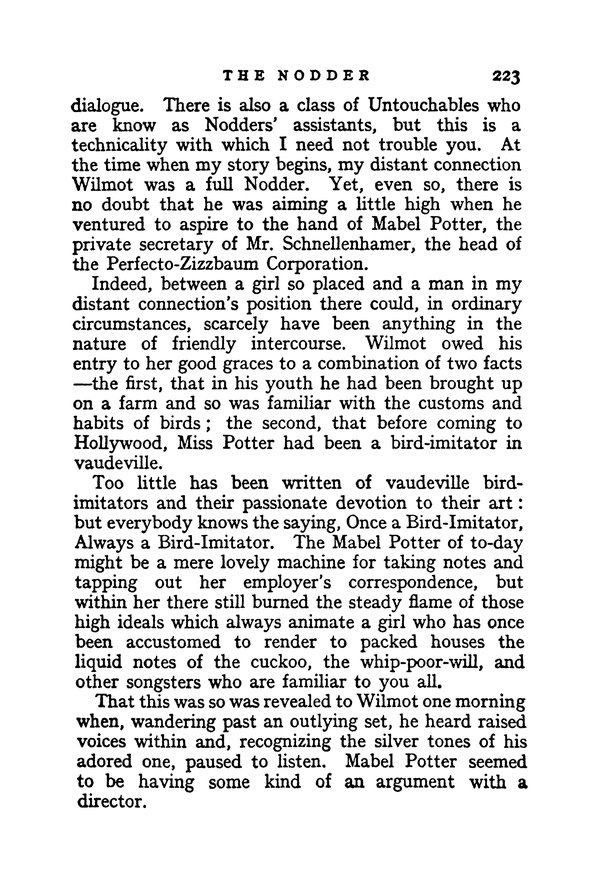 THE NODDER 223
dialogue. There is also a class of Untouchables who
are know as Nodders' assistants, but this is a
technicality with which I need not trouble you. At
the time when my story begins, my distant connection
Wilmot was a full Nodder. Yet, even so, there is
no doubt that he was aiming a little high when he
ventured to aspire to the hand of Mabel Potter, the
private secretary of Mr. Schnellenhamer, the head of
the Perfecto-Zizzbaum Corporation.
Indeed, between a girl so placed and a man in my
distant connection's position there could, in ordinary
circumstances, scarcely have been anything in the
nature of friendly intercourse. Wilmot owed his
entry to her good graces to a combination of two facts
—the first, that in his youth he had been brought up
on a farm and so was familiar with the customs and
habits of birds; the second, that before coming to
Hollywood, Miss Potter had been a bird-imitator in
vaudeville.
Too little has been written of vaudeville bird-
imitators and their passionate devotion to their art:
but everybody knows the saying, Once a Bird-Imitator,
Always a Bird-Imitator. The Mabel Potter of to-day
might be a mere lovely machine for taking notes and
tapping out her employer's correspondence, but
within her there still burned the steady flame of those
high ideals which always animate a girl who has once
been accustomed to render to packed houses the
liquid notes of the cuckoo, the whip-poor-will, and
other songsters who are familiar to you all.
That this was so was revealed to Wilmot one morning
when, wandering past an outlying set, he heard raised
voices within and, recognizing the silver tones of his
adored one, paused to listen. Mabel Potter seemed
to be having some kind of an argument with a
director.